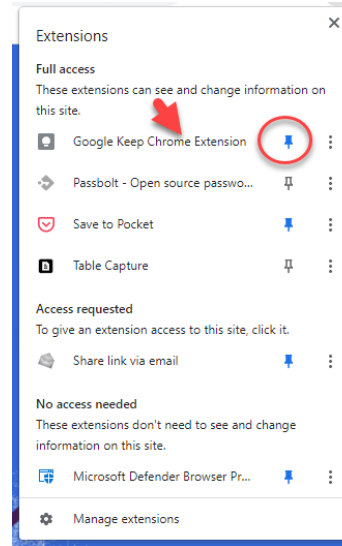 Extensions
Full access
These extensions can see and change information on
this site.
Google Keep Chrome Extension
Passbolt - Open source passwo...
Save to Pocket
Table Capture
Access requested
To give an extension access to this site, click it.
Share link via email
No access needed
These extensions don't need to see and change
information on this site.
Microsoft Defender Browser Pr...
Manage extensions